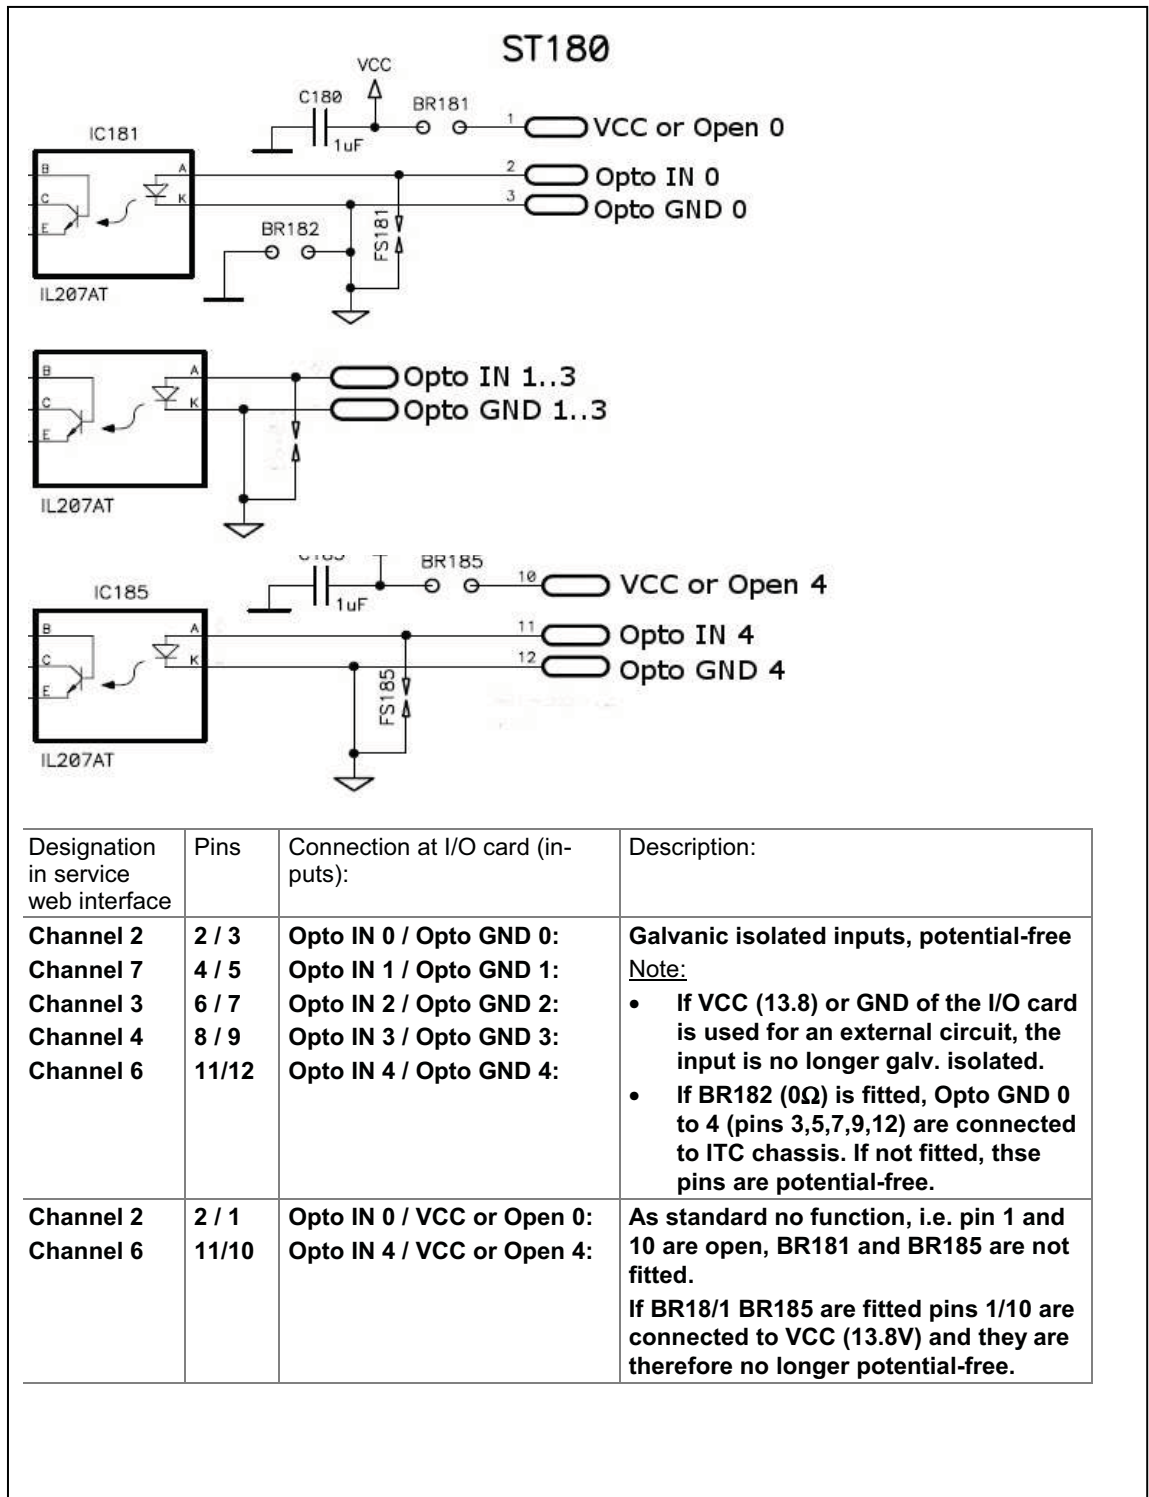 ST180
VCC
C180
BR181
1 VCC or Open 0
IC181
1uF
B
A
2 Opto IN 0
C
K
3 Opto GND 0
E
BR182
FS181
IL207AT
B
A
Opto IN 1..3
C
K
Opto GND 1..3
E
IL207AT
BR185
10 VCC or Open 4
IC185
1uF
B
A
11 Opto IN 4
C
K
12 Opto GND 4
E
FS185
IL207AT
Designation
in service
web interface
Pins
Connection at I/O card (in-
puts):
Description:
Channel 2
Channel 7
Channel 3
Channel 4
Channel 6
2 / 3
4 / 5
6 / 7
8 / 9
11/12
Opto IN 0 / Opto GND 0:
Opto IN 1 / Opto GND 1:
Opto IN 2 / Opto GND 2:
Opto IN 3 / Opto GND 3:
Opto IN 4 / Opto GND 4:
Galvanic isolated inputs, potential-free
Note:
• If VCC (13.8) or GND of the I/O card
is used for an external circuit, the
input is no longer galv. isolated.
• If BR182 (0Ω) is fitted, Opto GND 0
to 4 (pins 3,5,7,9,12) are connected
to ITC chassis. If not fitted, thse
pins are potential-free.
Channel 2
Channel 6
2 / 1
11/10
Opto IN 0 / VCC or Open 0:
Opto IN 4 / VCC or Open 4:
As standard no function, i.e. pin 1 and
10 are open, BR181 and BR185 are not
fitted.
If BR18/1 BR185 are fitted pins 1/10 are
connected to VCC (13.8V) and they are
therefore no longer potential-free.